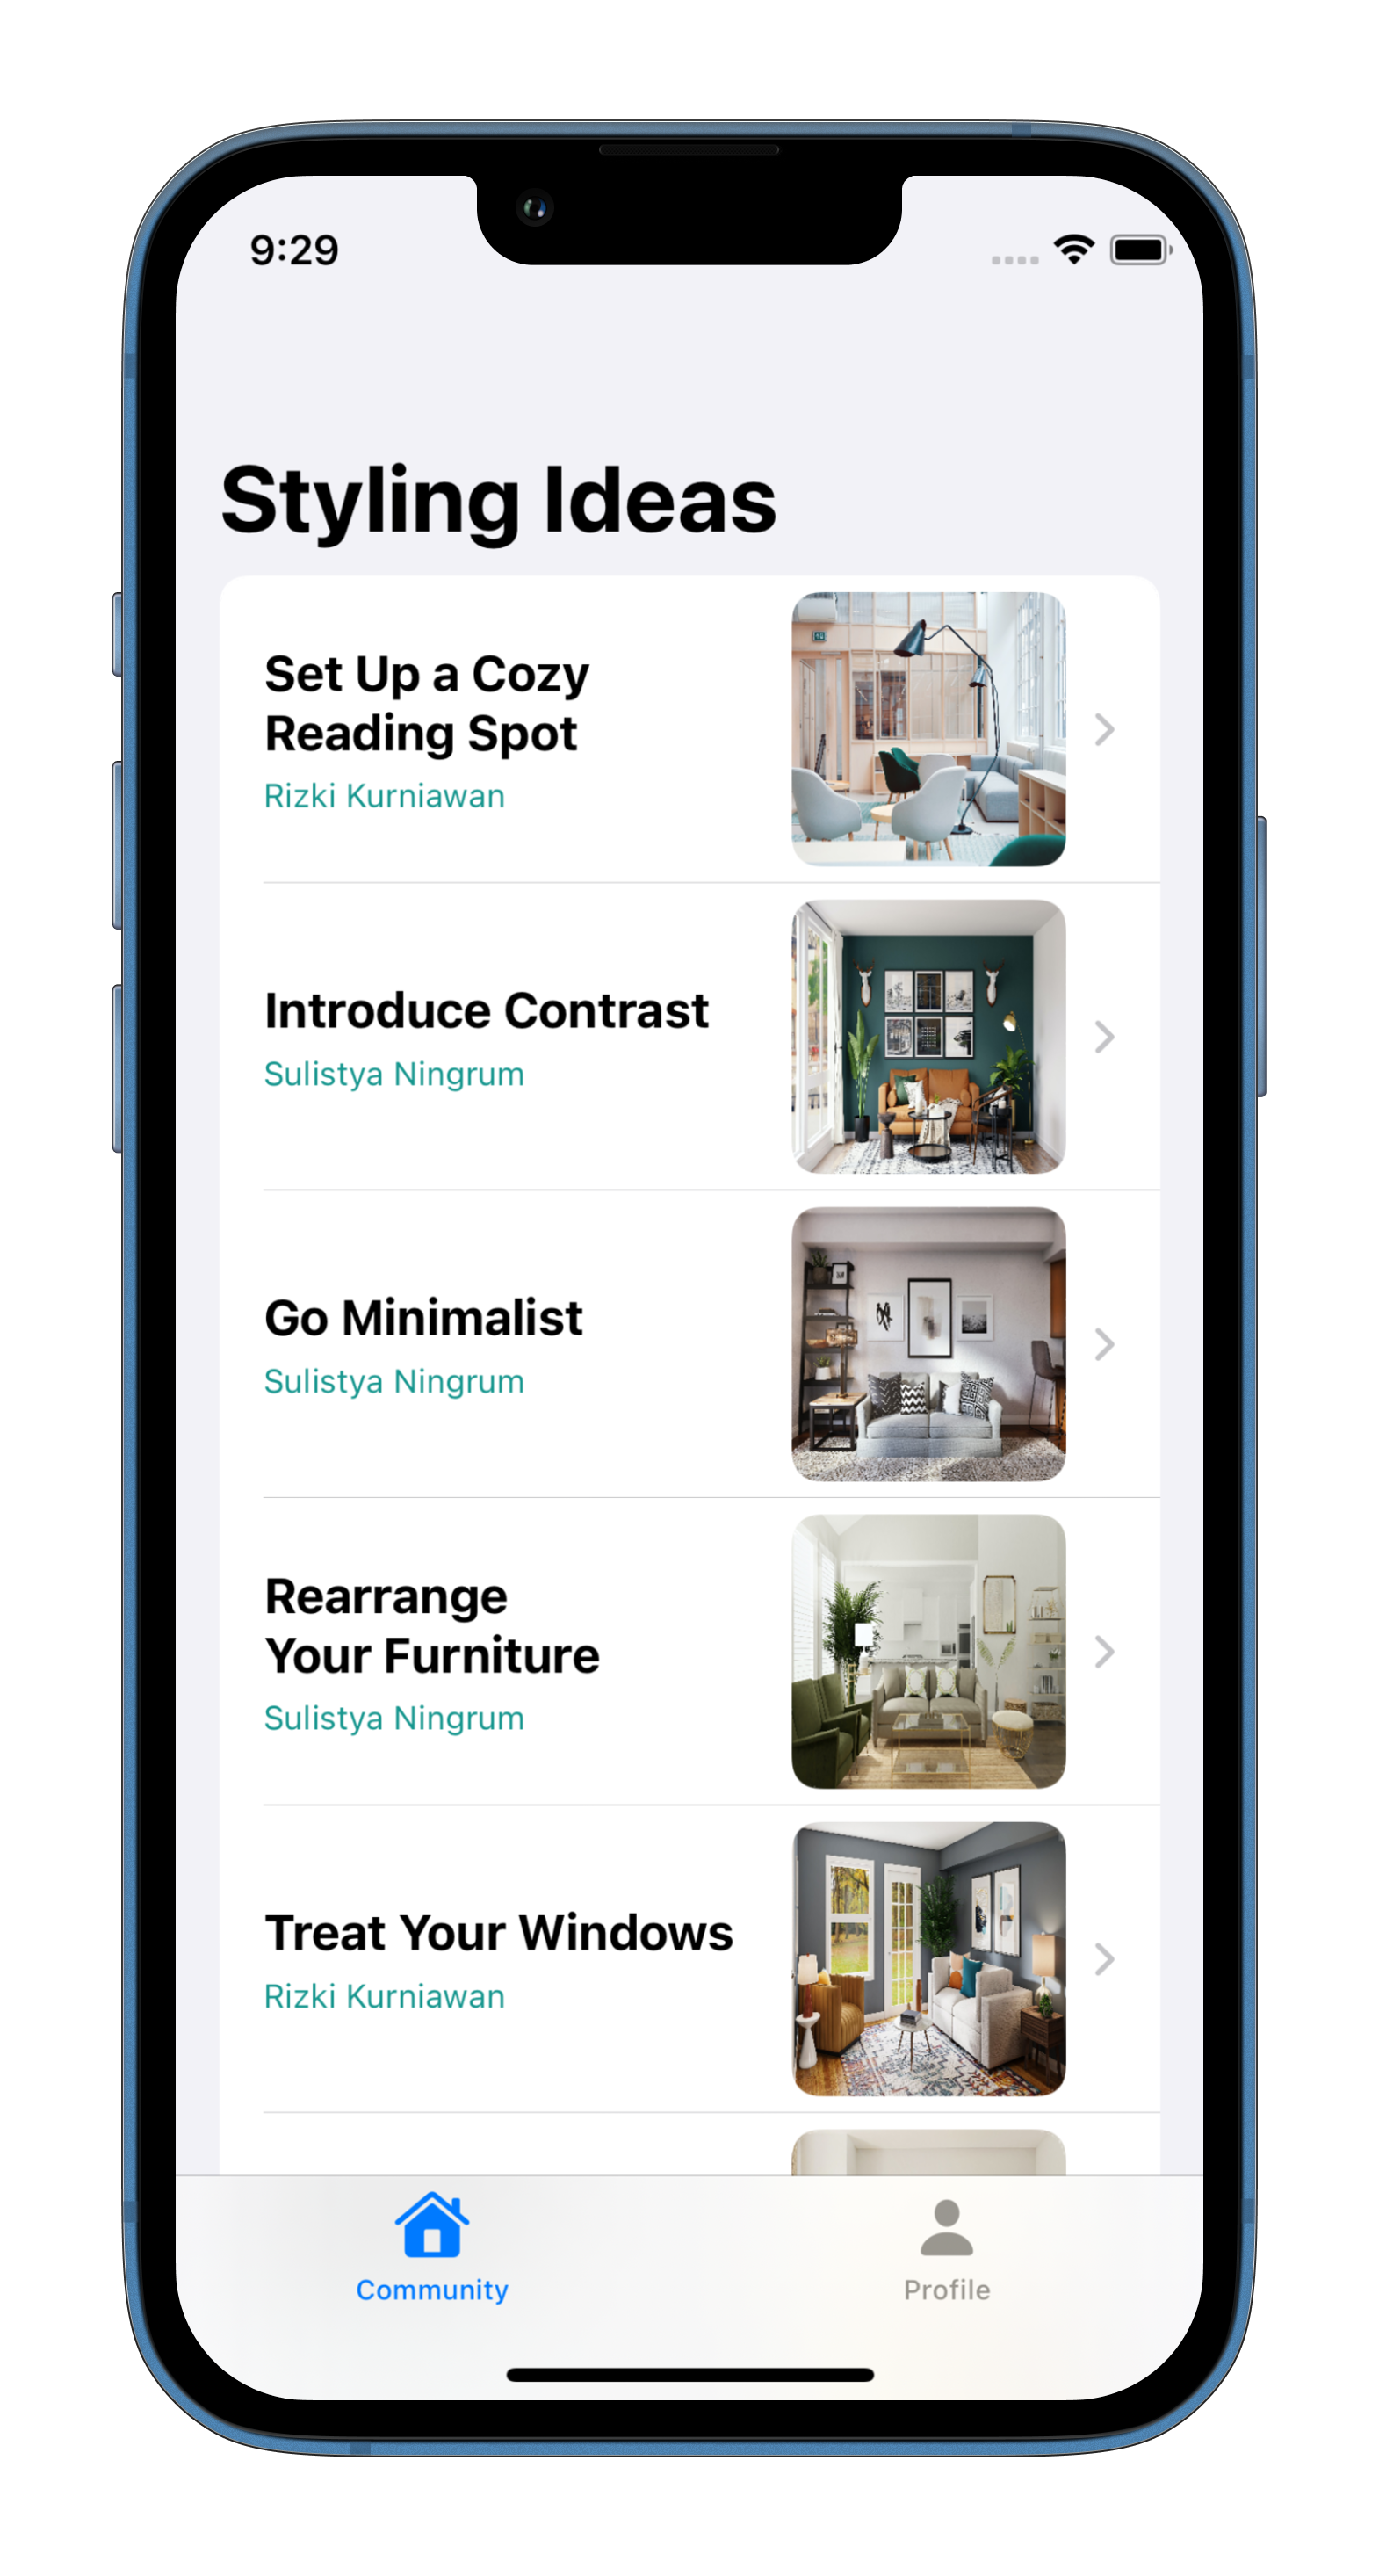 9:29
Styling Ideas
Set Up a Cozy
Reading Spot
Rizki Kurniawan
Introduce Contrast
Sulistya Ningrum
Go Minimalist
Sulistya Ningrum
Rearrange
Your Furniture
Sulistya Ningrum
Treat Your Windows
Rizki Kurniawan
Community
Profile